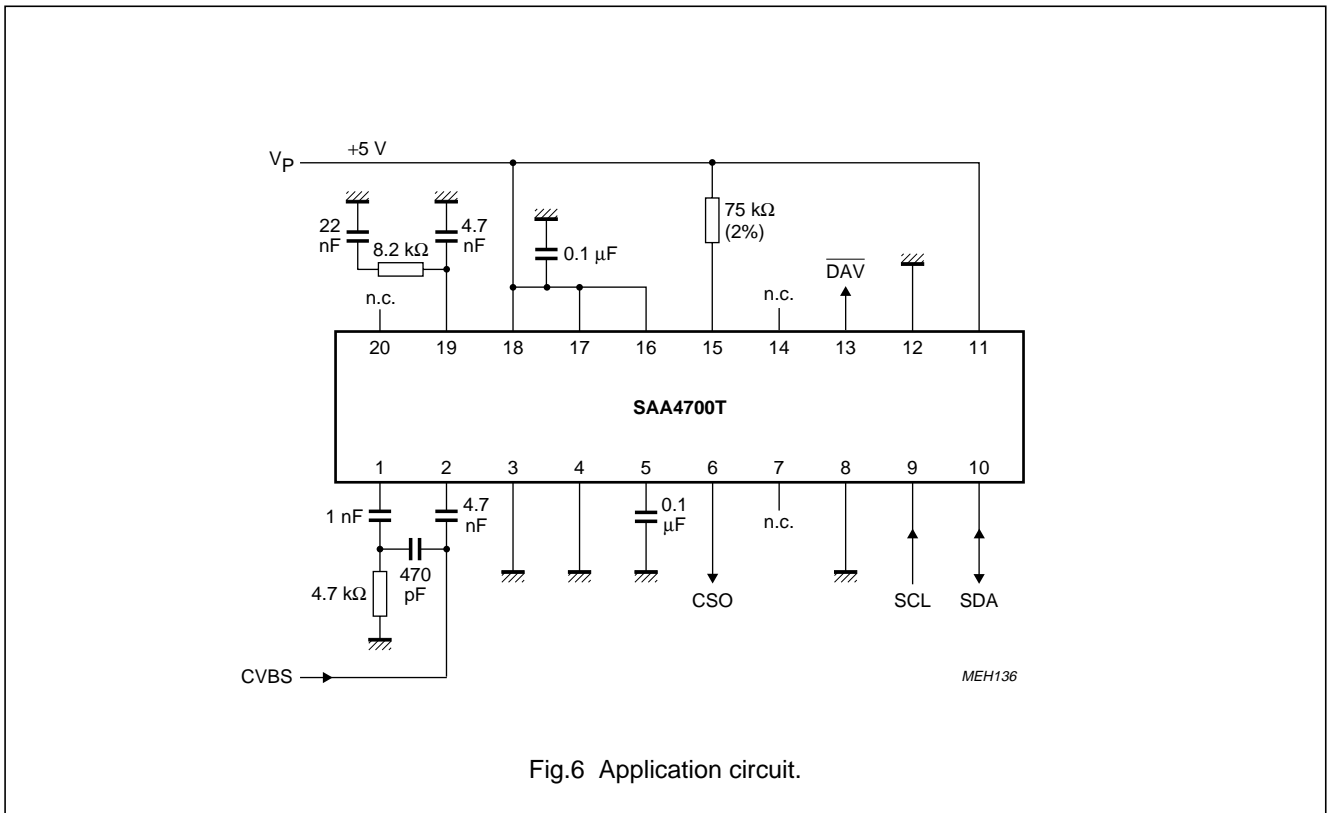 VP +5 V
22 nF
8.2 kΩ
4.7 nF
0.1 μF
75 kΩ (2%)
DAV
n.c.
n.c.
20 19 18 17 16 15 14 13 12 11
SAA4700T
1 2 3 4 5 6 7 8 9 10
1 nF
4.7 nF
0.1 μF
n.c.
470 pF
4.7 kΩ
CSO
SCL
SDA
CVBS
MEH136
Fig.6 Application circuit.